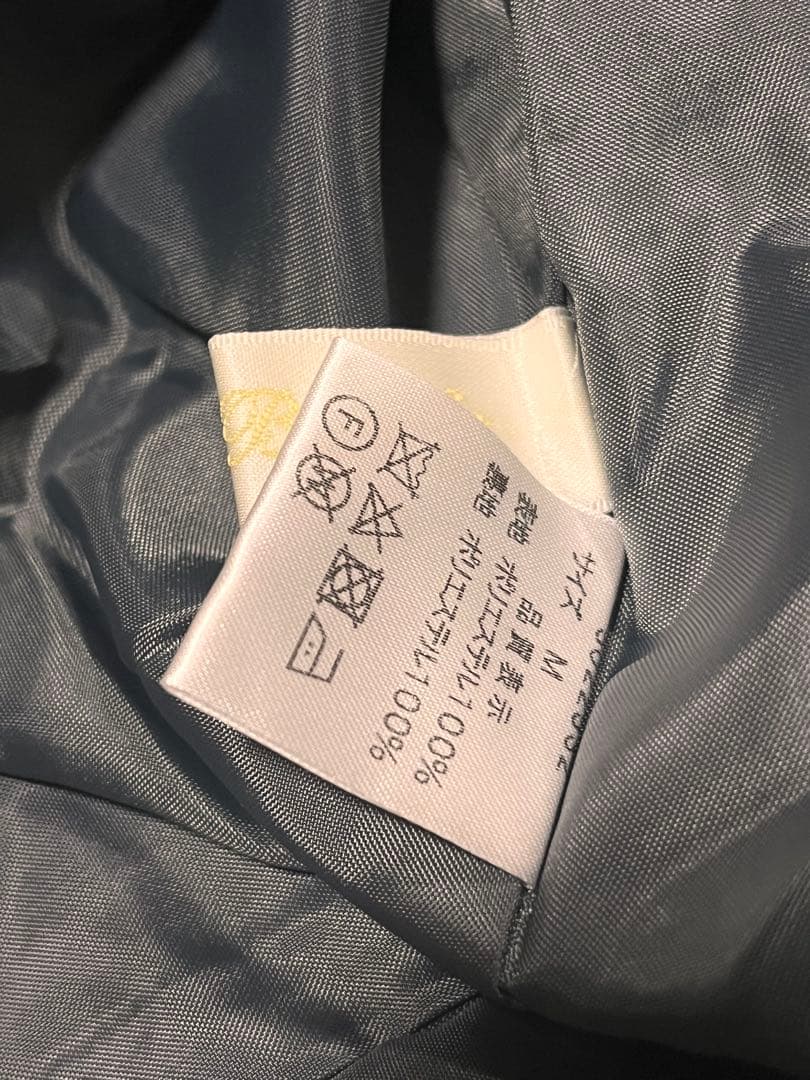 サイズ M
品質表示
表地 ポリエステル100%
裏地 ポリエステル100%
F
W